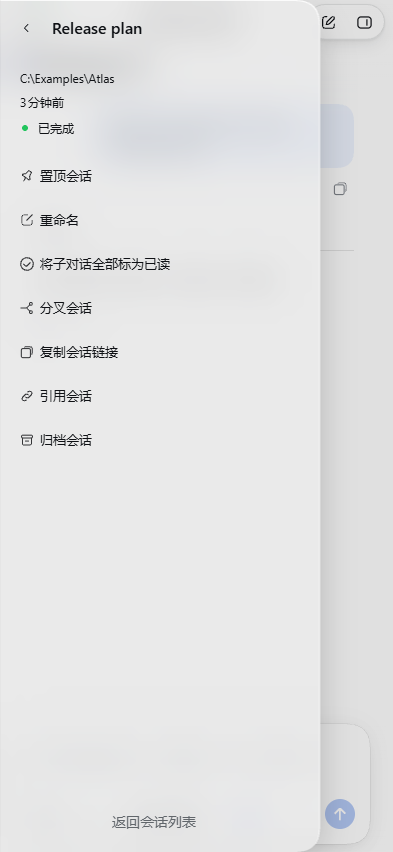 Release plan
C:\Examples\Atlas
3 分钟前
已完成
置顶会话
重命名
将子对话全部标为已读
分叉会话
复制会话链接
引用会话
归档会话
返回会话列表